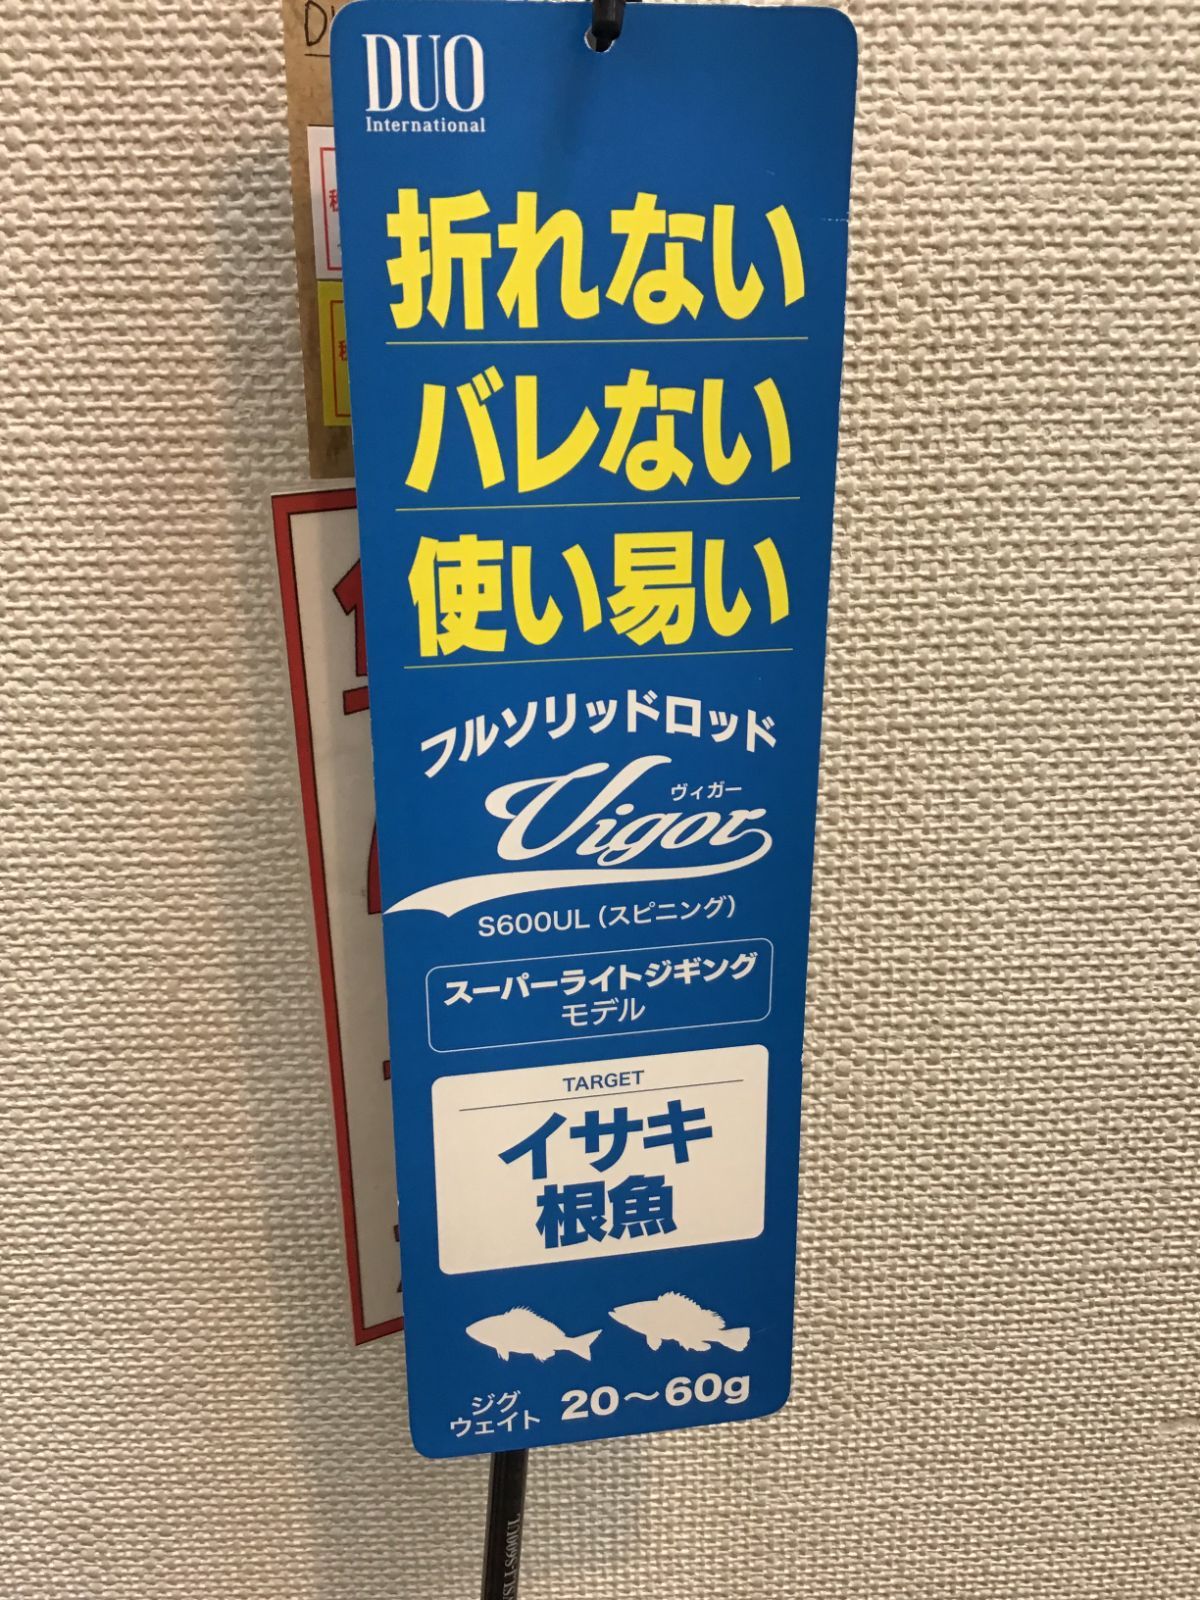 DUO
International
折れない
バレない
使い易い
フルソリッドロッド
ヴィガー
Vigor
S600UL（スピニング）
スーパーライトジギング
モデル
TARGET
イサキ
根魚
ジグ
ウェイト
20～60g